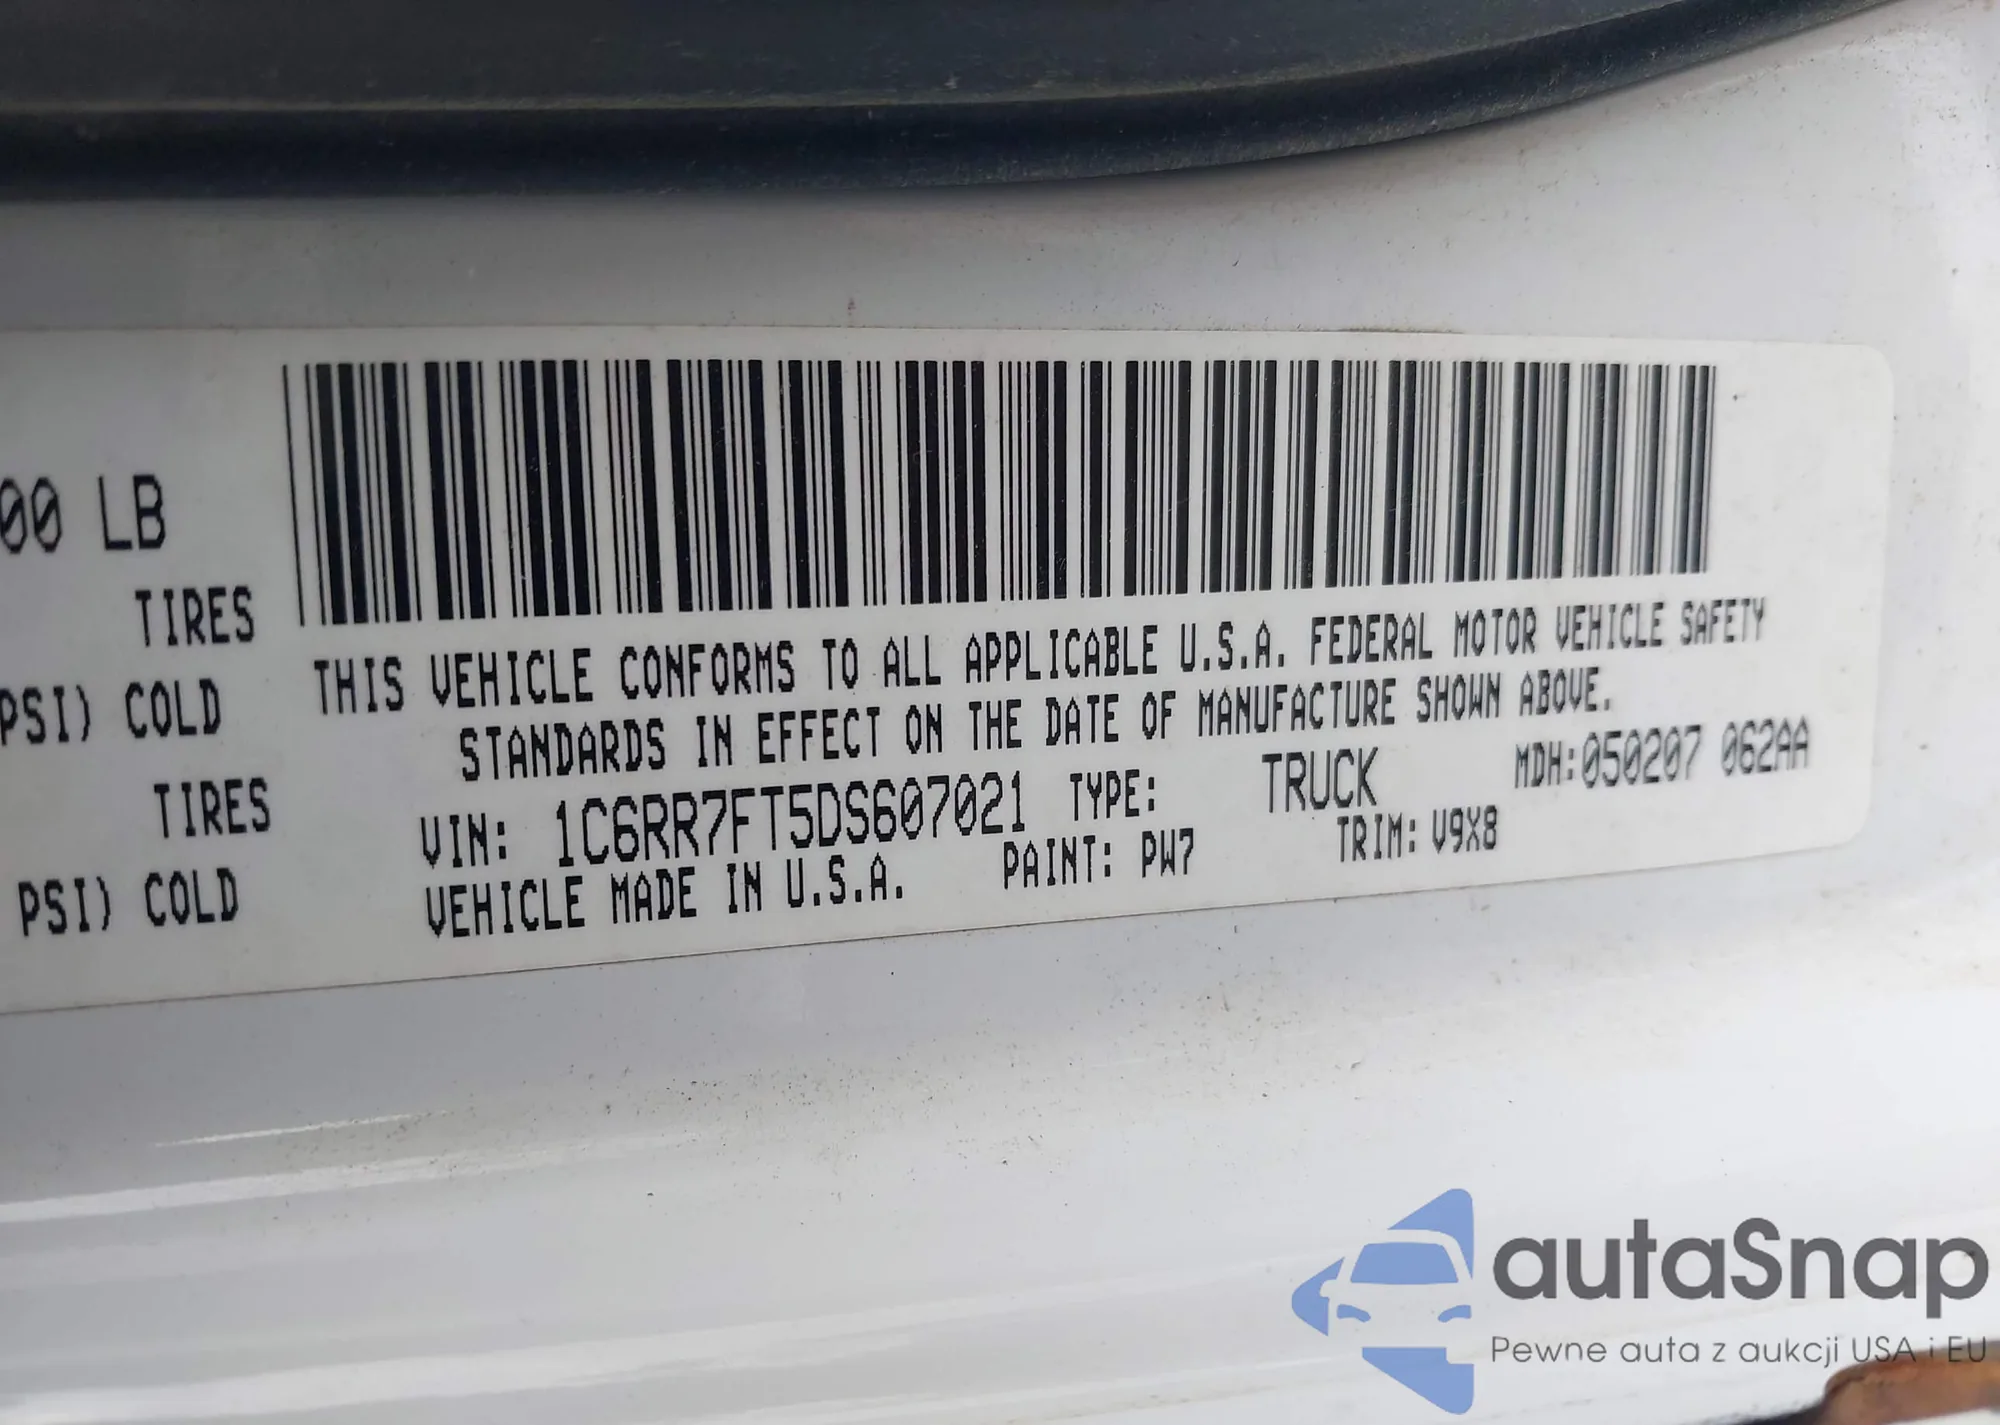 00 LB
TIRES
PSI) COLD
TIRES
PSI) COLD
THIS VEHICLE CONFORMS TO ALL APPLICABLE U.S.A. FEDERAL MOTOR VEHICLE SAFETY
STANDARDS IN EFFECT ON THE DATE OF MANUFACTURE SHOWN ABOVE.
VIN: 1C6RR7FT5DS607021 TYPE: TRUCK MDH:050207 062AA
VEHICLE MADE IN U.S.A. PAINT: PW7 TRIM: V9X8
autaSnap
Pewne auta z aukcji USA i EU